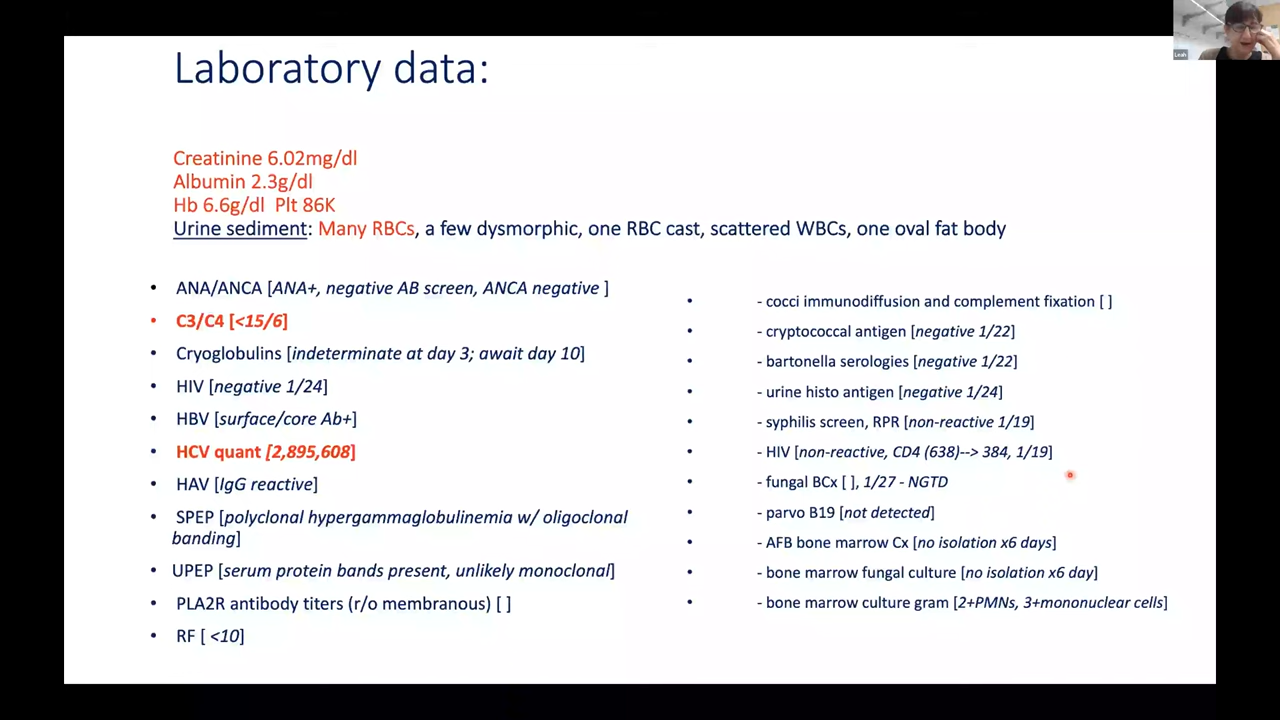 Laboratory data:
Creatinine 6.02mg/dl
Albumin 2.3g/dl
Hb 6.6g/dl Plt 86K
Urine sediment: Many RBCs, a few dysmorphic, one RBC cast, scattered WBCs, one oval fat body
• ANA/ANCA [ANA+, negative AB screen, ANCA negative ]
• C3/C4 [<15/6]
• Cryoglobulins [indeterminate at day 3; await day 10]
• HIV [negative 1/24]
• HBV [surface/core Ab+]
• HCV quant [2,895,608]
• HAV [IgG reactive]
• SPEP [polyclonal hypergammaglobulinemia w/ oligoclonal
banding]
• UPEP [serum protein bands present, unlikely monoclonal]
• PLA2R antibody titers (r/o membranous) [ ]
• RF [ <10]
• - cocci immunodiffusion and complement fixation [ ]
• - cryptococcal antigen [negative 1/22]
• - bartonella serologies [negative 1/22]
• - urine histo antigen [negative 1/24]
• - syphilis screen, RPR [non-reactive 1/19]
• - HIV [non-reactive, CD4 (638)--> 384, 1/19]
• - fungal BCx [ ], 1/27 - NGTD
• - parvo B19 [not detected]
• - AFB bone marrow Cx [no isolation x6 days]
• - bone marrow fungal culture [no isolation x6 day]
• - bone marrow culture gram [2+PMNs, 3+mononuclear cells]
Leah